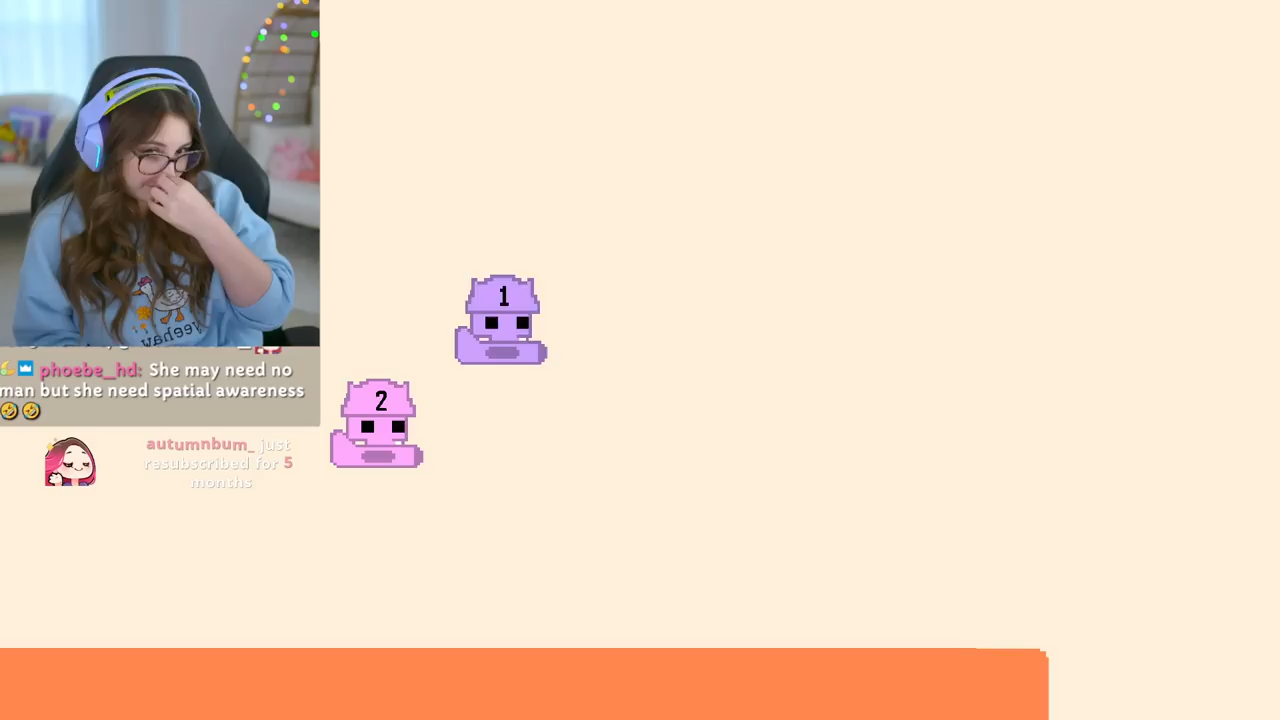 phoebe_hd: She may need no
man but she need spatial awareness
🤣🤣
autumnbum_ just
resubscribed for 5
months
1
2
yeehaw